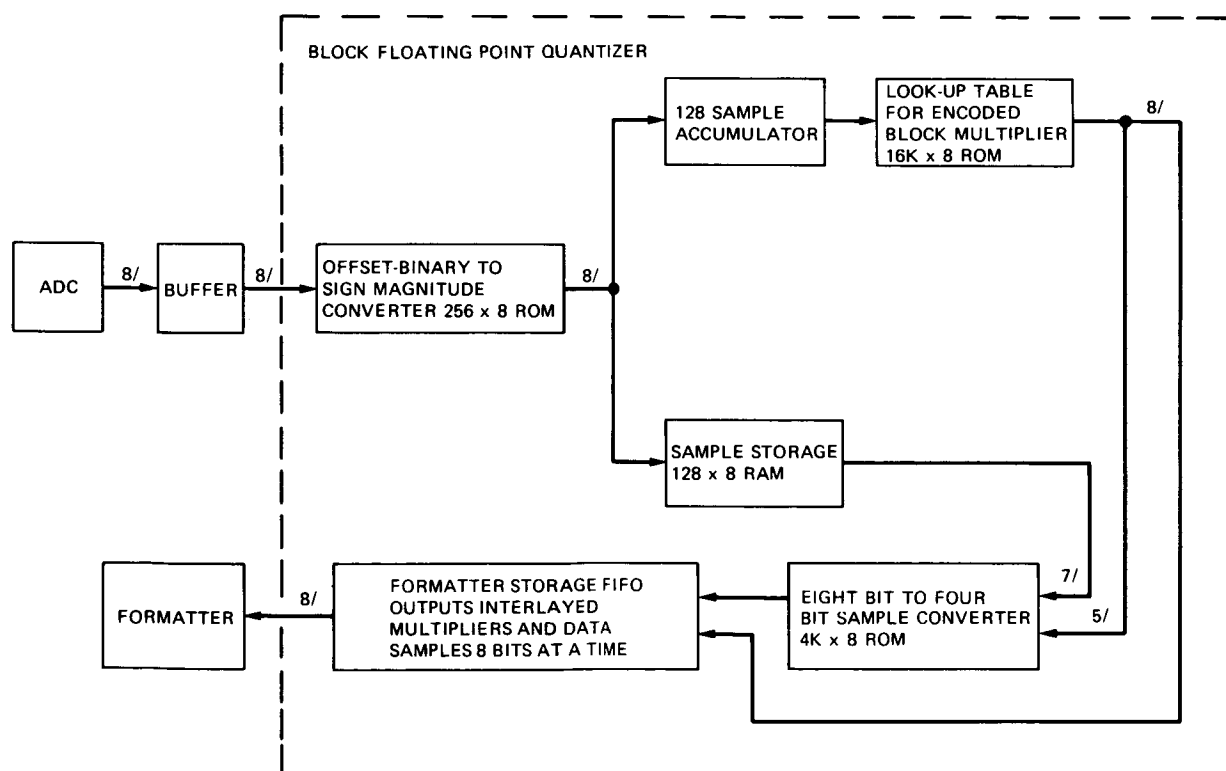 BLOCK FLOATING POINT QUANTIZER
128 SAMPLE
ACCUMULATOR
LOOK-UP TABLE
FOR ENCODED
BLOCK MULTIPLIER
16K x 8 ROM
8/
ADC
8/
BUFFER
8/
OFFSET-BINARY TO
SIGN MAGNITUDE
CONVERTER 256 x 8 ROM
8/
SAMPLE STORAGE
128 x 8 RAM
FORMATTER
8/
FORMATTER STORAGE FIFO
OUTPUTS INTERLAYED
MULTIPLIERS AND DATA
SAMPLES 8 BITS AT A TIME
EIGHT BIT TO FOUR
BIT SAMPLE CONVERTER
4K x 8 ROM
7/
5/